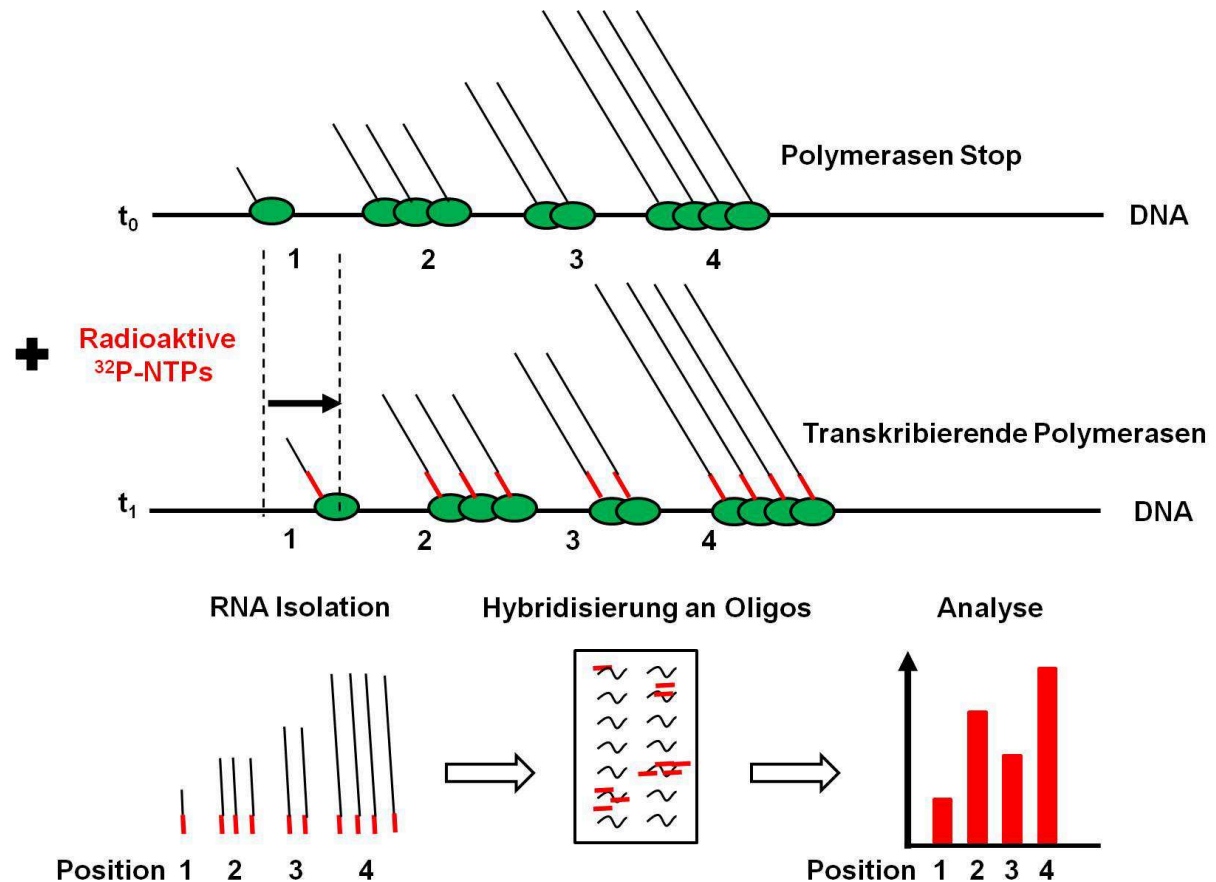 Polymerasen Stop
t₀
DNA
1 2 3 4
Radioaktive
³²P-NTPs
Transkribierende Polymerasen
t₁
DNA
1 2 3 4
RNA Isolation
Hybridisierung an Oligos
Analyse
Position 1 2 3 4
Position 1 2 3 4